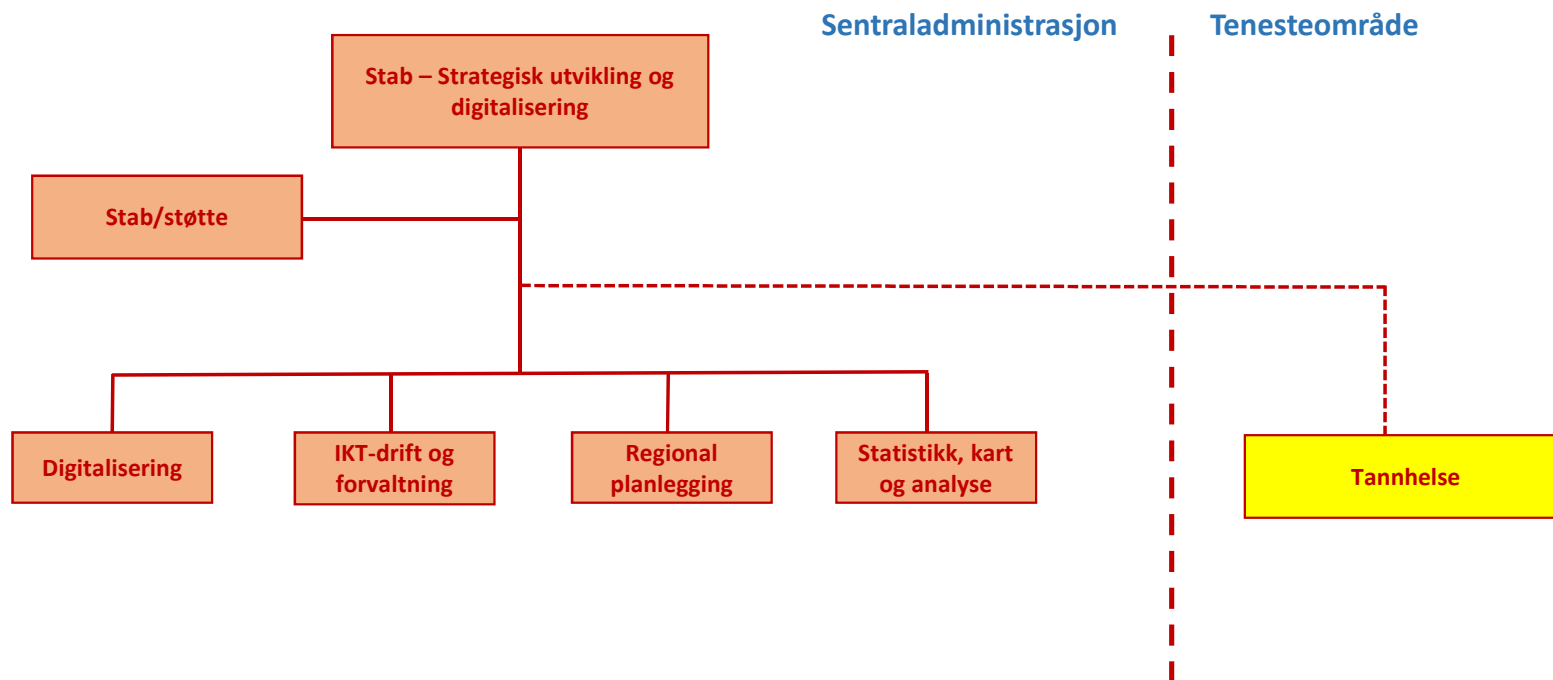 Sentraladministrasjon
Tenesteområde
Stab – Strategisk utvikling og
digitalisering
Stab/støtte
Digitalisering
IKT-drift og
forvaltning
Regional
planlegging
Statistikk, kart
og analyse
Tannhelse